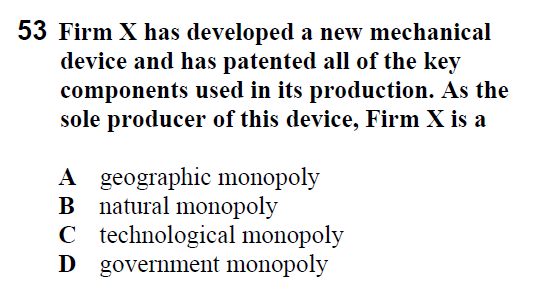 53 Firm X has developed a new mechanical
device and has patented all of the key
components used in its production. As the
sole producer of this device, Firm X is a
A geographic monopoly
B natural monopoly
C technological monopoly
D government monopoly